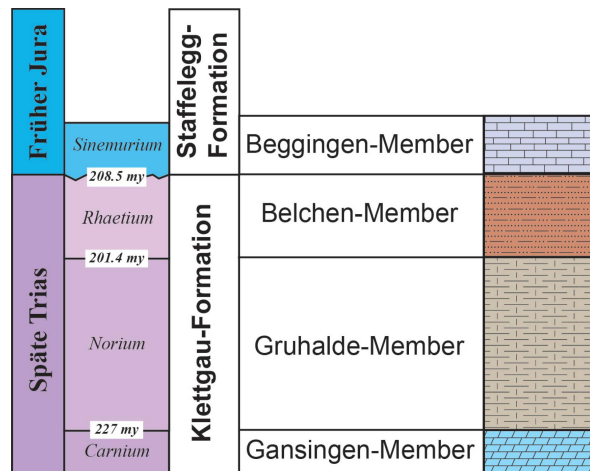 Früher Jura
Sinemurium
Staffelegg-
Formation
Beggingen-Member
208.5 my
Späte Trias
Rhaetium
Klettgau-Formation
Belchen-Member
201.4 my
Norium
Gruhalde-Member
227 my
Carnium
Gansingen-Member